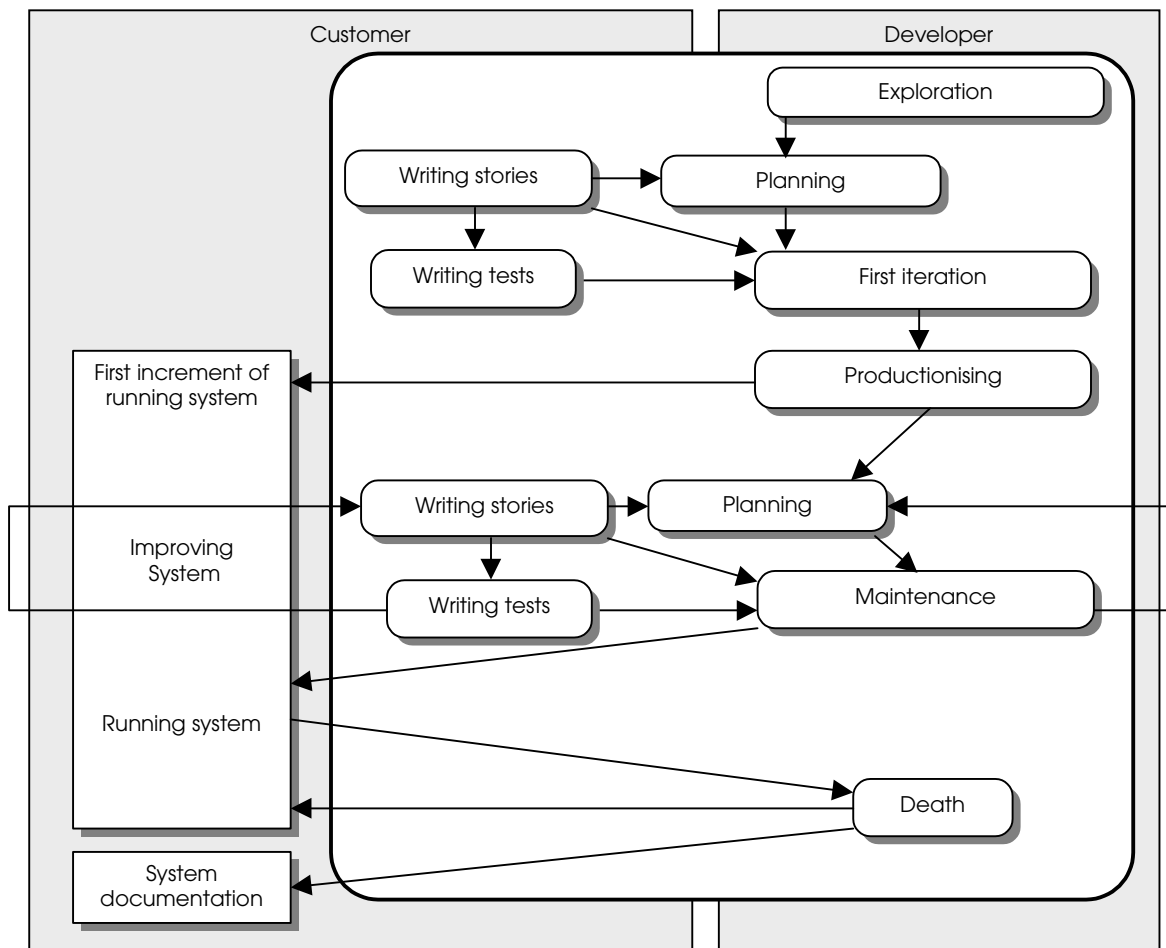 Customer
Developer
Exploration
Writing stories
Planning
Writing tests
First iteration
First increment of
running system
Productionising
Writing stories
Planning
Improving
System
Writing tests
Maintenance
Running system
Death
System
documentation